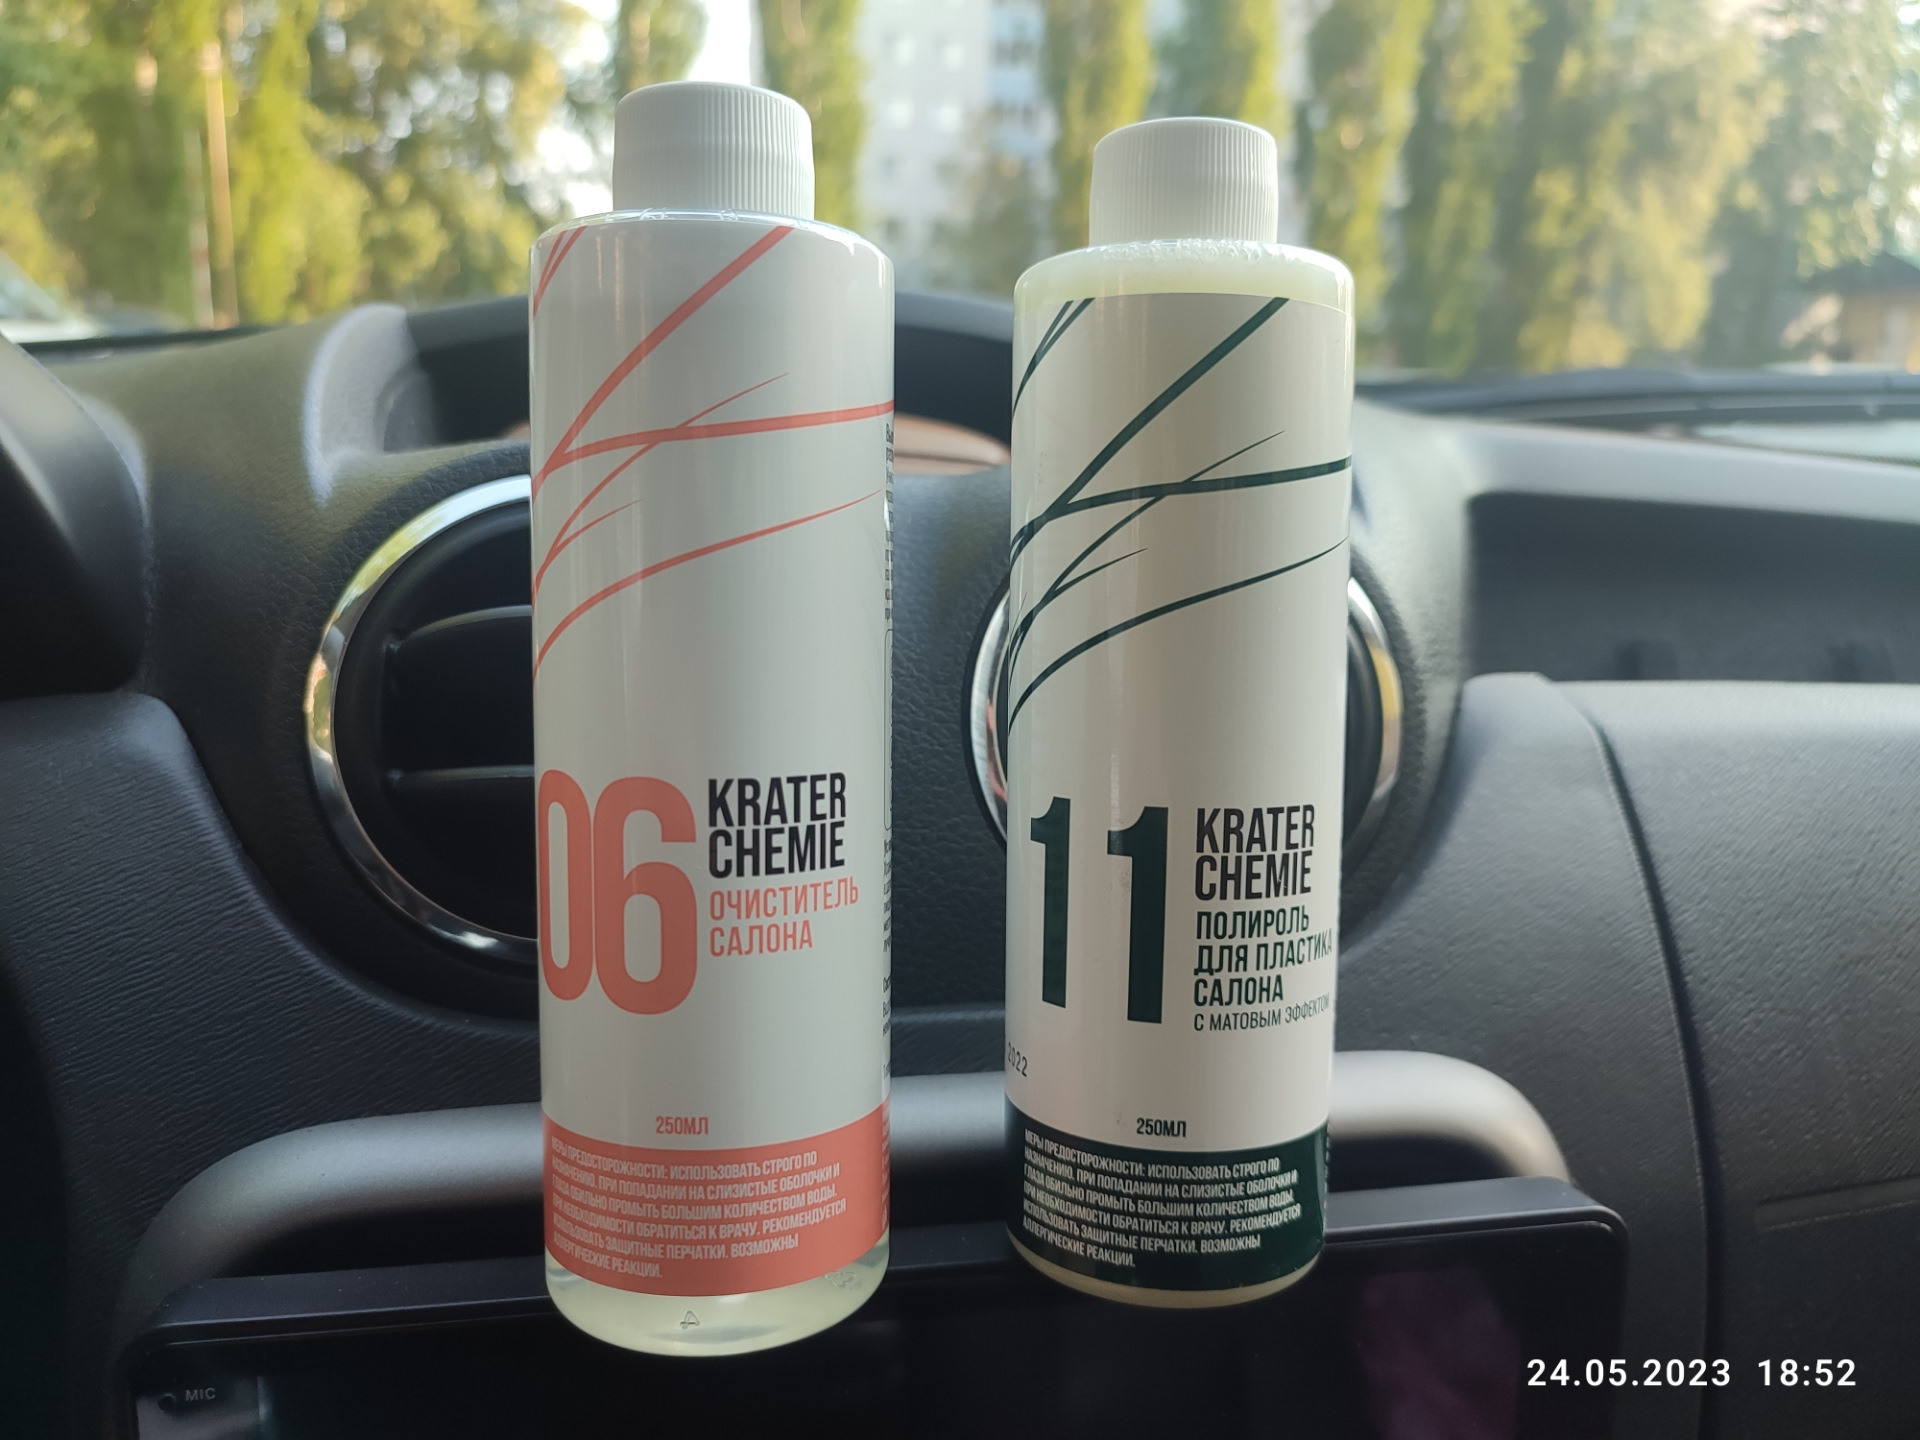 06
KRATER
CHEMIE
ОЧИСТИТЕЛЬ
САЛОНА
250МЛ
МЕРЫ ПРЕДОСТОРОЖНОСТИ: ИСПОЛЬЗОВАТЬ СТРОГО ПО
НАЗНАЧЕНИЮ. ПРИ ПОПАДАНИИ НА СЛИЗИСТЫЕ ОБОЛОЧКИ И
ГЛАЗА ОБИЛЬНО ПРОМЫТЬ БОЛЬШИМ КОЛИЧЕСТВОМ ВОДЫ.
ПРИ НЕОБХОДИМОСТИ ОБРАТИТЬСЯ К ВРАЧУ. РЕКОМЕНДУЕТСЯ
ИСПОЛЬЗОВАТЬ ЗАЩИТНЫЕ ПЕРЧАТКИ. ВОЗМОЖНЫ
АЛЛЕРГИЧЕСКИЕ РЕАКЦИИ.
11
KRATER
CHEMIE
ПОЛИРОЛЬ
ДЛЯ ПЛАСТИКА
САЛОНА
С МАТОВЫМ ЭФФЕКТОМ
2022
250МЛ
МЕРЫ ПРЕДОСТОРОЖНОСТИ: ИСПОЛЬЗОВАТЬ СТРОГО ПО
НАЗНАЧЕНИЮ. ПРИ ПОПАДАНИИ НА СЛИЗИСТЫЕ ОБОЛОЧКИ И
ГЛАЗА ОБИЛЬНО ПРОМЫТЬ БОЛЬШИМ КОЛИЧЕСТВОМ ВОДЫ.
ПРИ НЕОБХОДИМОСТИ ОБРАТИТЬСЯ К ВРАЧУ. РЕКОМЕНДУЕТСЯ
ИСПОЛЬЗОВАТЬ ЗАЩИТНЫЕ ПЕРЧАТКИ. ВОЗМОЖНЫ
АЛЛЕРГИЧЕСКИЕ РЕАКЦИИ.
MIC
24.05.2023 18:52